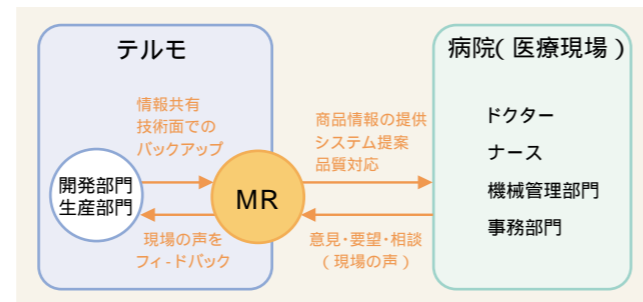 テルモ
情報共有
技術面での
バックアップ
開発部門
生産部門
MR
現場の声を
フィ-ドバック
商品情報の提供
システム提案
品質対応
意見・要望・相談
(現場の声)
病院(医療現場)
ドクター
ナース
機械管理部門
事務部門